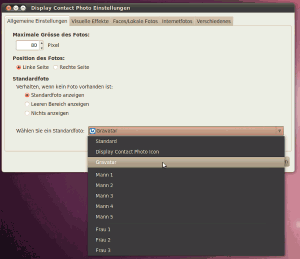 Display Contact Photo Einstellungen
Allgemeine Einstellungen Visuelle Effekte Faces/Lokale Fotos Internetfotos Verschiedenes
Maximale Grösse des Fotos:
80 Pixel
Position des Fotos:
Linke Seite Rechte Seite
Standardfoto
Verhalten, wenn kein Foto vorhanden ist:
Standardfoto anzeigen
Leeren Bereich anzeigen
Nichts anzeigen
Wählen Sie ein Standardfoto: Gravatar
Standard
Display Contact Photo Icon
Gravatar
Mann 1
Mann 2
Mann 3
Mann 4
Mann 5
Frau 1
Frau 2
Frau 3